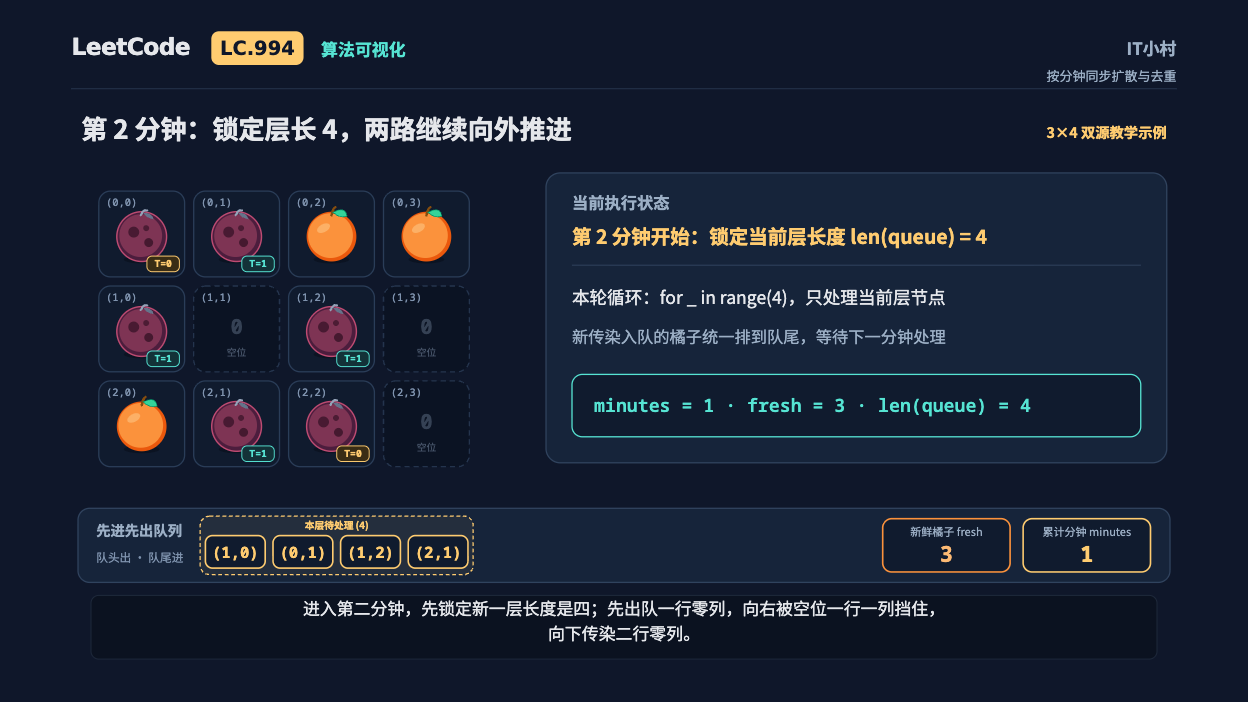 LeetCode LC.994 算法可视化
IT小村
按分钟同步扩散与去重
第 2 分钟：锁定层长 4，两路继续向外推进
3×4 双源教学示例
(0,0) (0,1) (0,2) (0,3)
T=0 T=1
(1,0) (1,1) (1,2) (1,3)
0 0
空位 空位
T=1 T=1
(2,0) (2,1) (2,2) (2,3)
0
空位
T=1 T=0
当前执行状态
第 2 分钟开始：锁定当前层长度 len(queue) = 4
本轮循环：for _ in range(4)，只处理当前层节点
新传染入队的橘子统一排到队尾，等待下一分钟处理
minutes = 1 · fresh = 3 · len(queue) = 4
先进先出队列
队头出 · 队尾进
本层待处理 (4)
(1,0) (0,1) (1,2) (2,1)
新鲜橘子 fresh
3
累计分钟 minutes
1
进入第二分钟，先锁定新一层长度是四；先出队一行零列，向右被空位一行一列挡住，
向下传染二行零列。